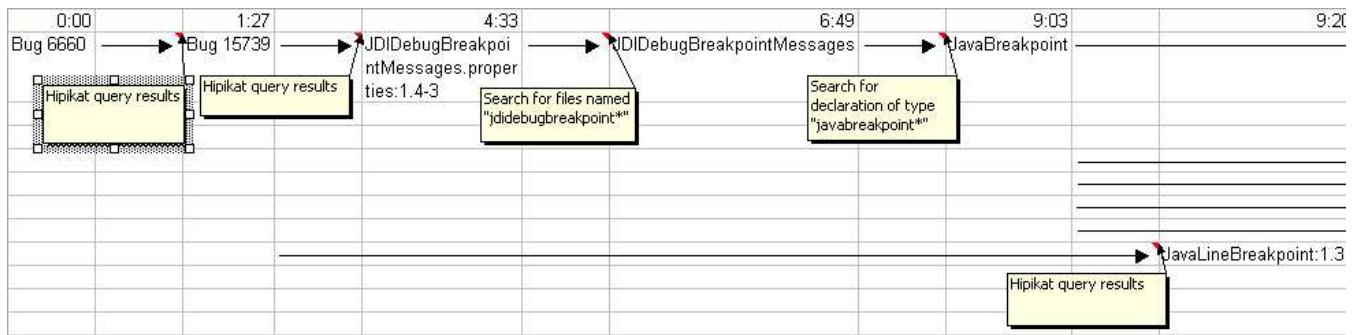 0:00 1:27 4:33 6:49 9:03 9:20
Bug 6660 Bug 15739 JDIDebugBreakpoi JDIDebugBreakpointMessages JavaBreakpoint
ntMessages.proper
ties:1.4-3
Hipikat query results
Hipikat query results
Search for files named
"jdidebugbreakpoint*"
Search for
declaration of type
"javabreakpoint*"
JavaLineBreakpoint:1.3
Hipikat query results